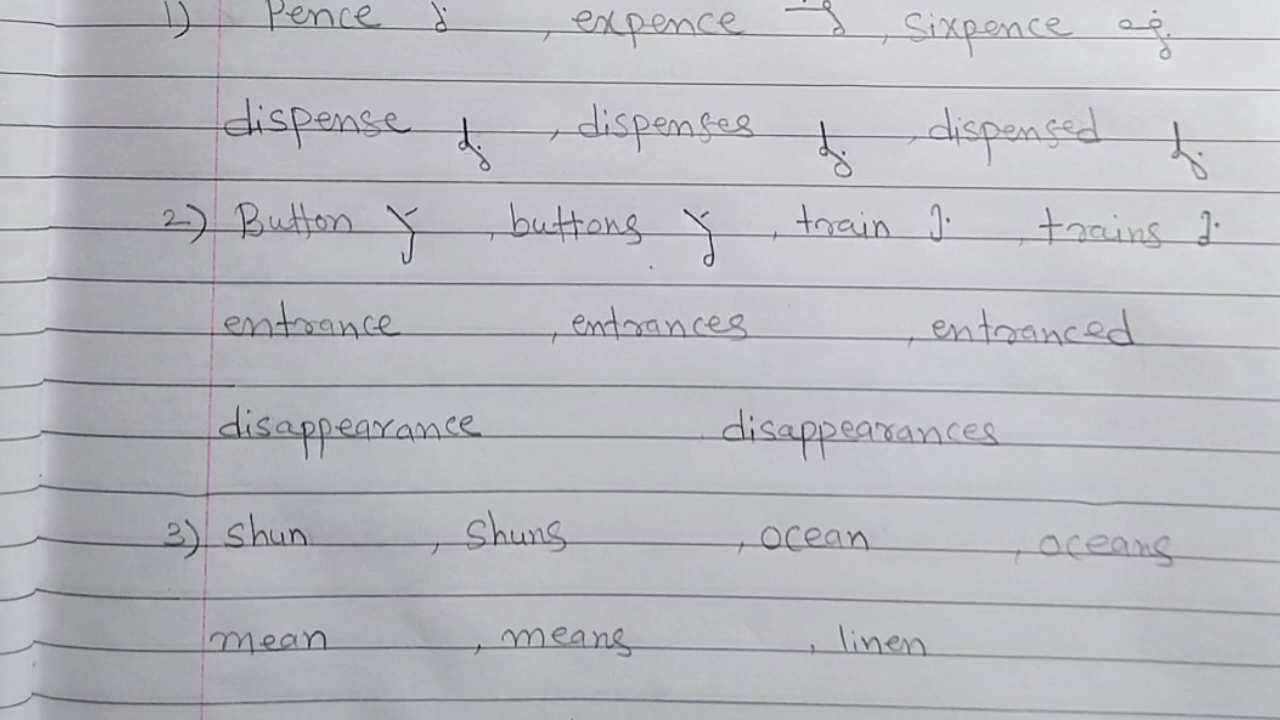 1) Pence , expence , Sixpence
dispense , dispenses , dispensed
2) Button , buttons , train , trains
entrance , entrances , entranced
disappearance disappearances
3) shun , shuns , ocean , oceans
mean , means , linen